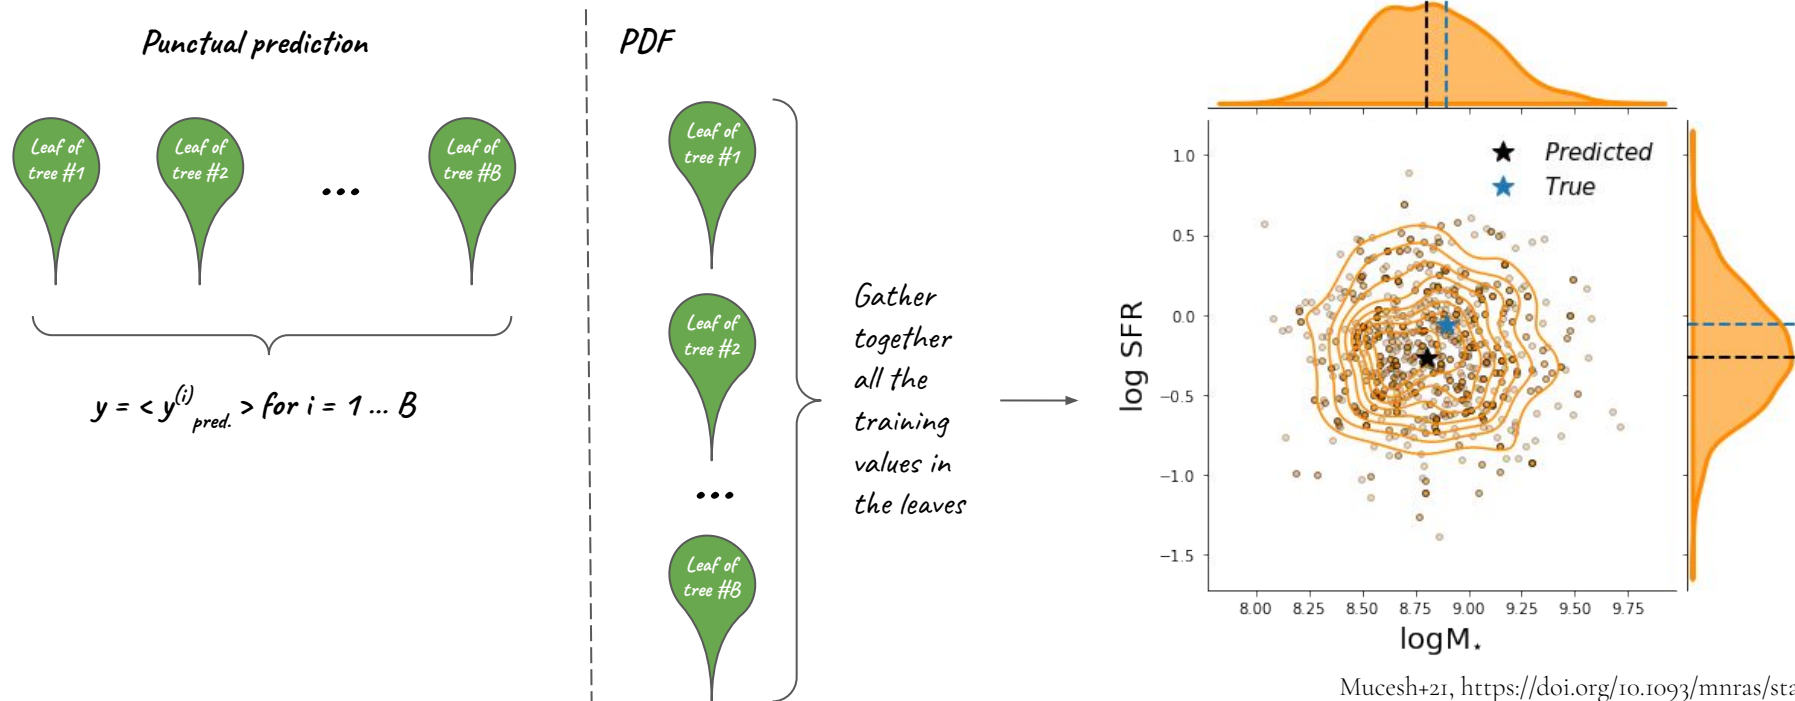 Punctual prediction
Leaf of
tree #1
Leaf of
tree #2
...
Leaf of
tree #B
y = < y(i) pred. > for i = 1 ... B
PDF
Leaf of
tree #1
Leaf of
tree #2
...
Leaf of
tree #B
Gather
together
all the
training
values in
the leaves
Predicted
True
1.0
0.5
0.0
−0.5
−1.0
−1.5
log SFR
8.00 8.25 8.50 8.75 9.00 9.25 9.50 9.75
logM⋆
Mucesh+21, https://doi.org/10.1093/mnras/sta